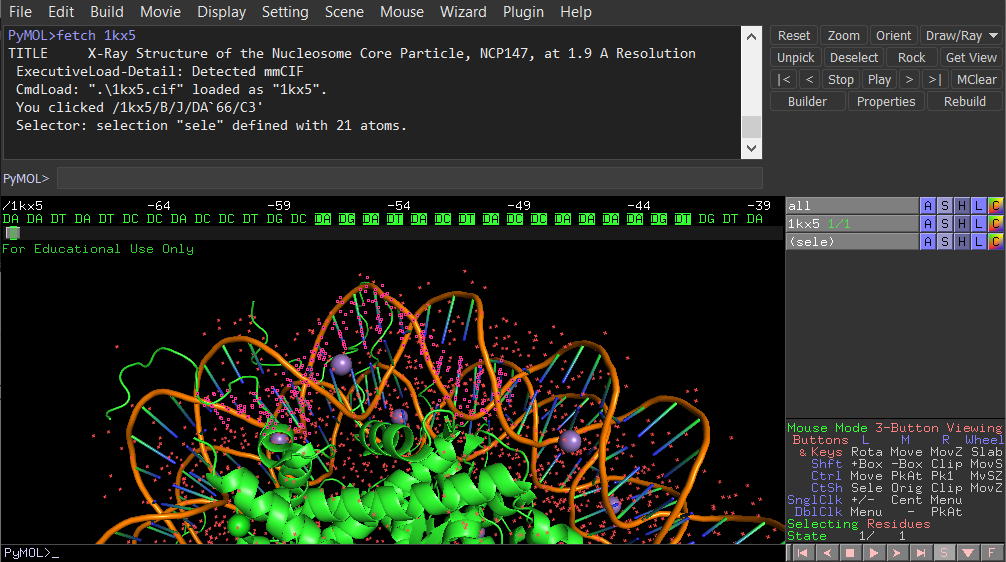 File Edit Build Movie Display Setting Scene Mouse Wizard Plugin Help
PyMOL>fetch 1kx5
TITLE     X-Ray Structure of the Nucleosome Core Particle, NCP147, at 1.9 A Resolution
ExecutiveLoad-Detail: Detected mmCIF
CmdLoad: ".\1kx5.cif" loaded as "1kx5".
You clicked /1kx5/B/J/DA`66/C3'
Selector: selection "sele" defined with 21 atoms.
Reset Zoom Orient Draw/Ray
Unpick Deselect Rock Get View
|< < Stop Play > >| MClear
Builder Properties Rebuild
PyMOL>
/1kx5 -64 -59 -54 -49 -44 -39
DA DA DT DA DT DC DC DA DC DC DT DG DC DA DG DA DT DA DC DT DA DC DC DA DA DA DA DG DT DG DT DA
For Educational Use Only
all A S H L C
1kx5 1/1 A S H L C
(sele) A S H L C
Mouse Mode 3-Button Viewing
Buttons L M R Wheel
& Keys Rota Move MovZ Slab
Shft +Box -Box Clip MovS
Ctrl Move PkAt Pk1 MvSZ
CtSh Sele Orig Clip MovZ
SnglClk +/- Cent Menu
DblClk Menu - PkAt
Selecting Residues
State 1/ 1
PyMOL>_
S F